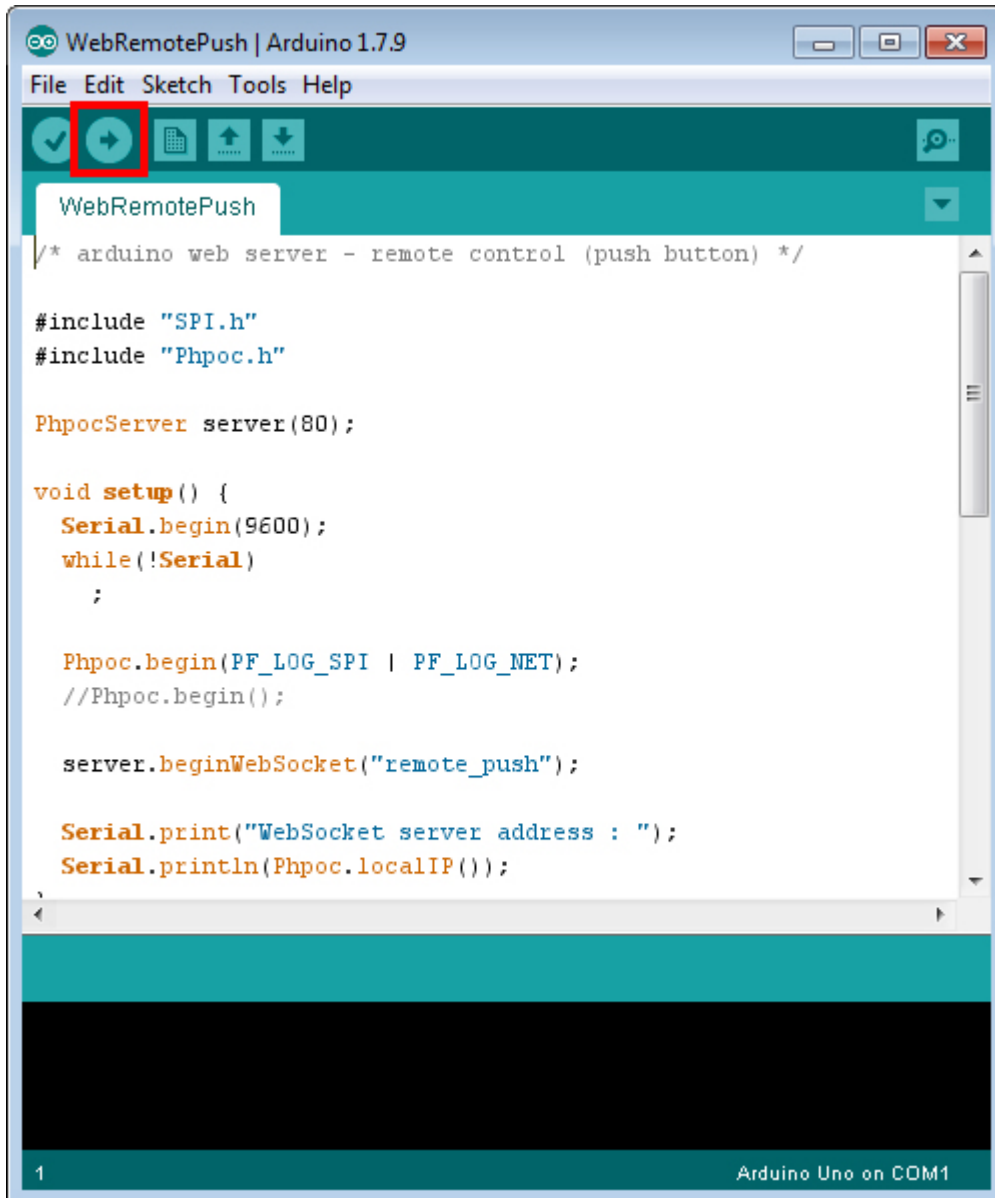 WebRemotePush | Arduino 1.7.9
File Edit Sketch Tools Help
WebRemotePush
/* arduino web server - remote control (push button) */
#include "SPI.h"
#include "Phpoc.h"
PhpocServer server(80);
void setup() {
  Serial.begin(9600);
  while(!Serial)
    ;
  Phpoc.begin(PF_LOG_SPI | PF_LOG_NET);
  //Phpoc.begin();
  server.beginWebSocket("remote_push");
  Serial.print("WebSocket server address : ");
  Serial.println(Phpoc.localIP());
1
Arduino Uno on COM1